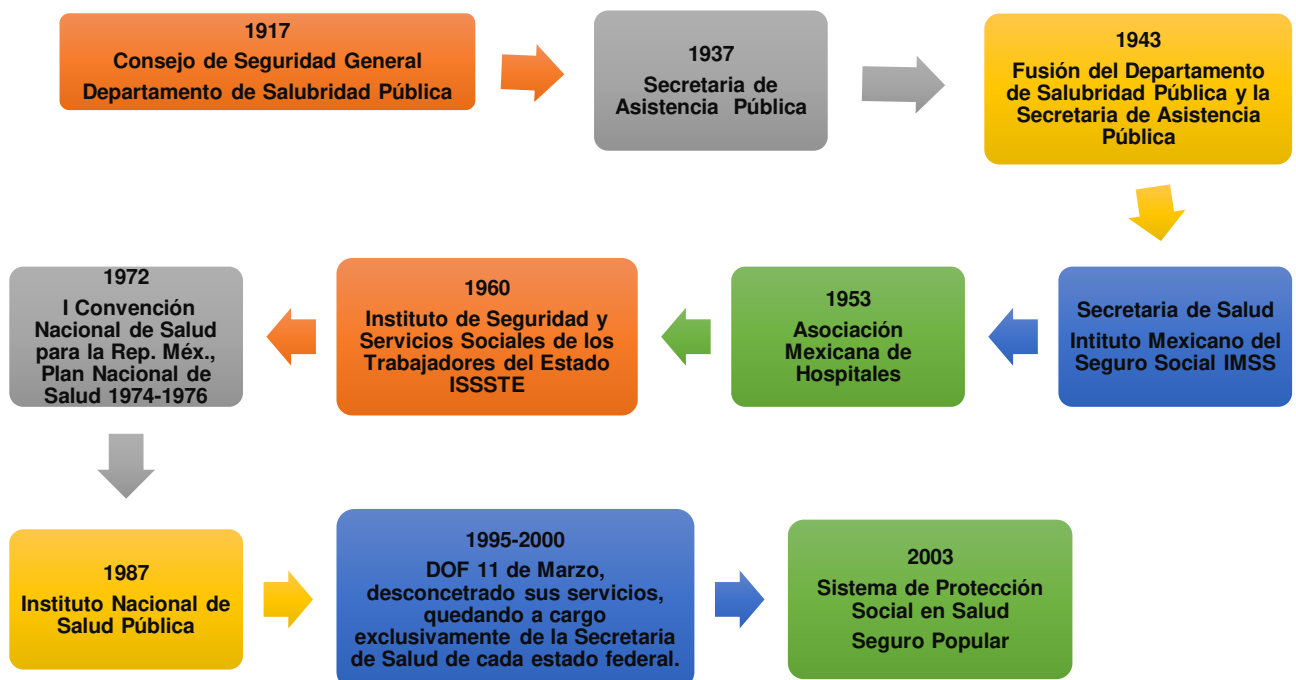 1917
Consejo de Seguridad General
Departamento de Salubridad Pública
1937
Secretaria de
Asistencia Pública
1943
Fusión del Departamento
de Salubridad Pública y la
Secretaria de Asistencia
Pública
Secretaria de Salud
Intituto Mexicano del
Seguro Social IMSS
1953
Asociación
Mexicana de
Hospitales
1960
Instituto de Seguridad y
Servicios Sociales de los
Trabajadores del Estado
ISSSTE
1972
I Convención
Nacional de Salud
para la Rep. Méx.,
Plan Nacional de
Salud 1974-1976
1987
Instituto Nacional de
Salud Pública
1995-2000
DOF 11 de Marzo,
desconcetrado sus servicios,
quedando a cargo
exclusivamente de la Secretaria
de Salud de cada estado federal.
2003
Sistema de Protección
Social en Salud
Seguro Popular